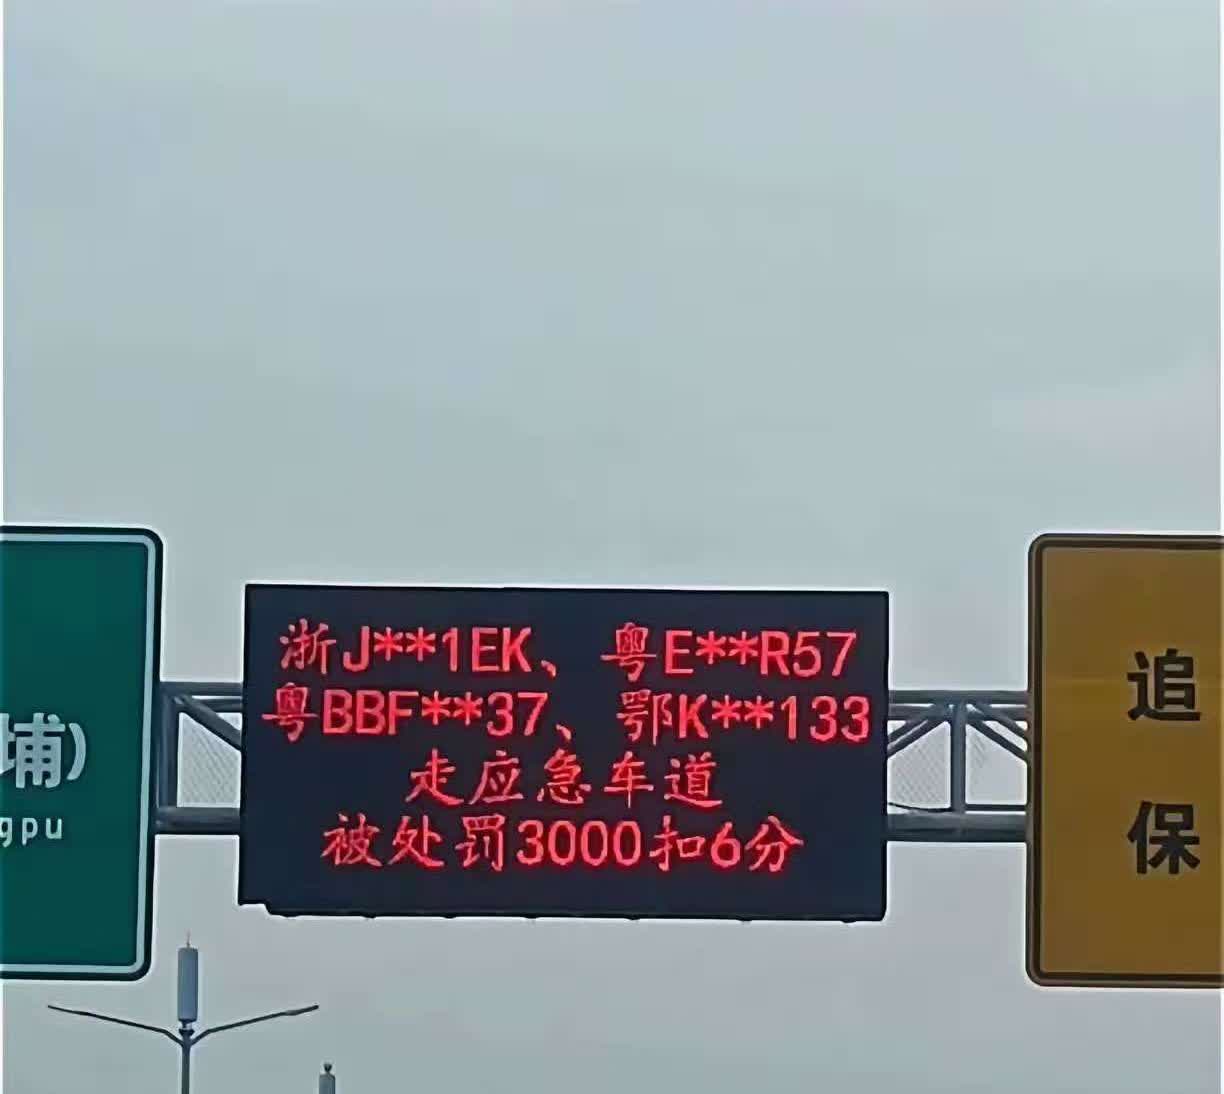 浙J**1EK、粤E**R57
粤BBF**37、鄂K**133
走应急车道
被处罚3000扣6分
埔)
gpu
追
保